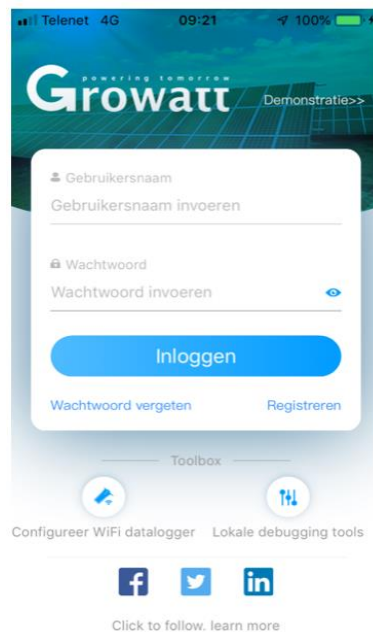 Telenet 4G 09:21 100%
powering tomorrow
Growatt
Demonstratie>>
Gebruikersnaam
Gebruikersnaam invoeren
Wachtwoord
Wachtwoord invoeren
Inloggen
Wachtwoord vergeten Registreren
Toolbox
Configureer WiFi datalogger Lokale debugging tools
f in
Click to follow. learn more